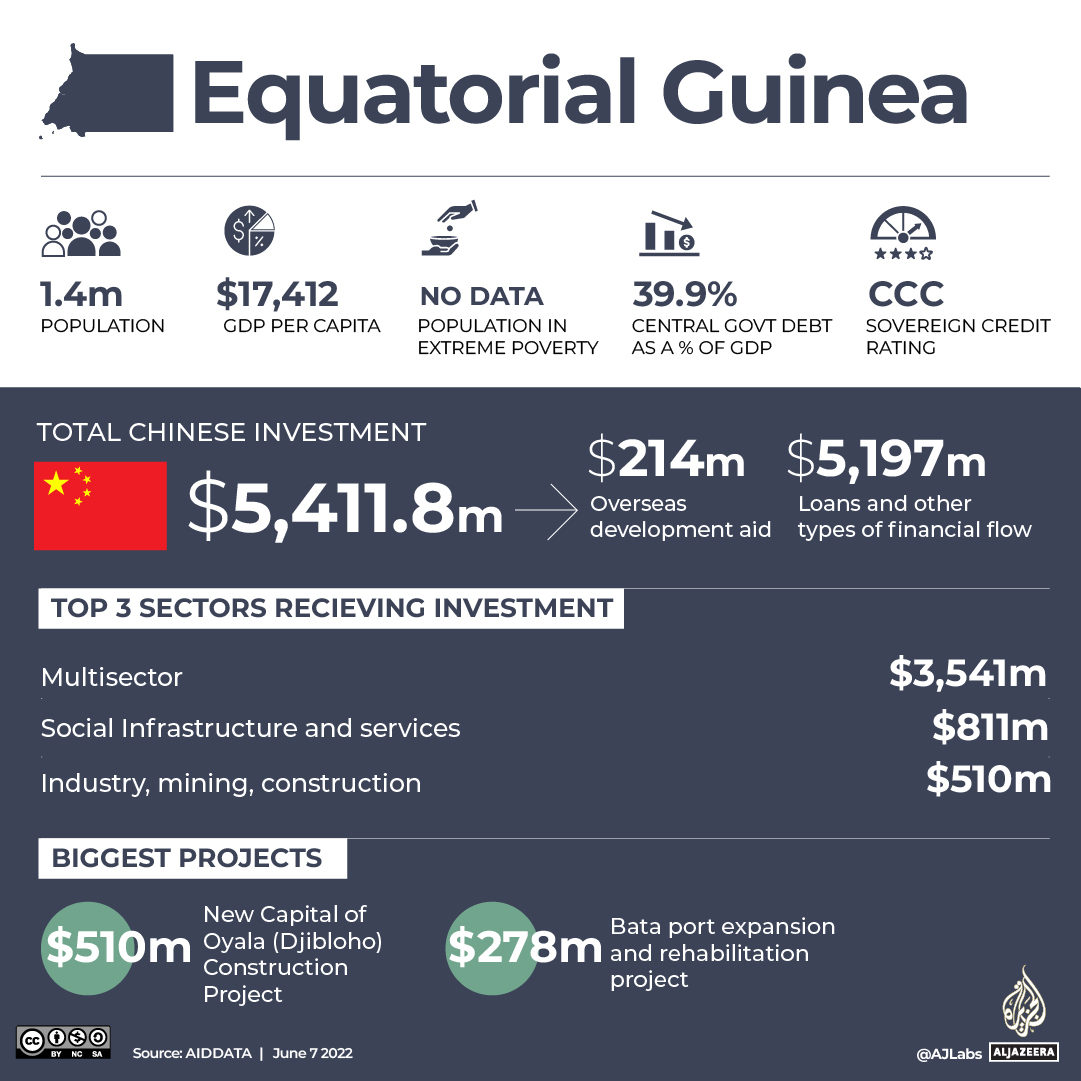 Equatorial Guinea
1.4m
POPULATION
$17,412
GDP PER CAPITA
NO DATA
POPULATION IN
EXTREME POVERTY
39.9%
CENTRAL GOVT DEBT
AS A % OF GDP
CCC
SOVEREIGN CREDIT
RATING
TOTAL CHINESE INVESTMENT
$5,411.8m
$214m
Overseas
development aid
$5,197m
Loans and other
types of financial flow
TOP 3 SECTORS RECIEVING INVESTMENT
Multisector
$3,541m
Social Infrastructure and services
$811m
Industry, mining, construction
$510m
BIGGEST PROJECTS
$510m
New Capital of
Oyala (Djibloho)
Construction
Project
$278m
Bata port expansion
and rehabilitation
project
cc
BY NC SA
Source: AIDDATA | June 7 2022
@AJLabs
الجزيرة
ALJAZEERA